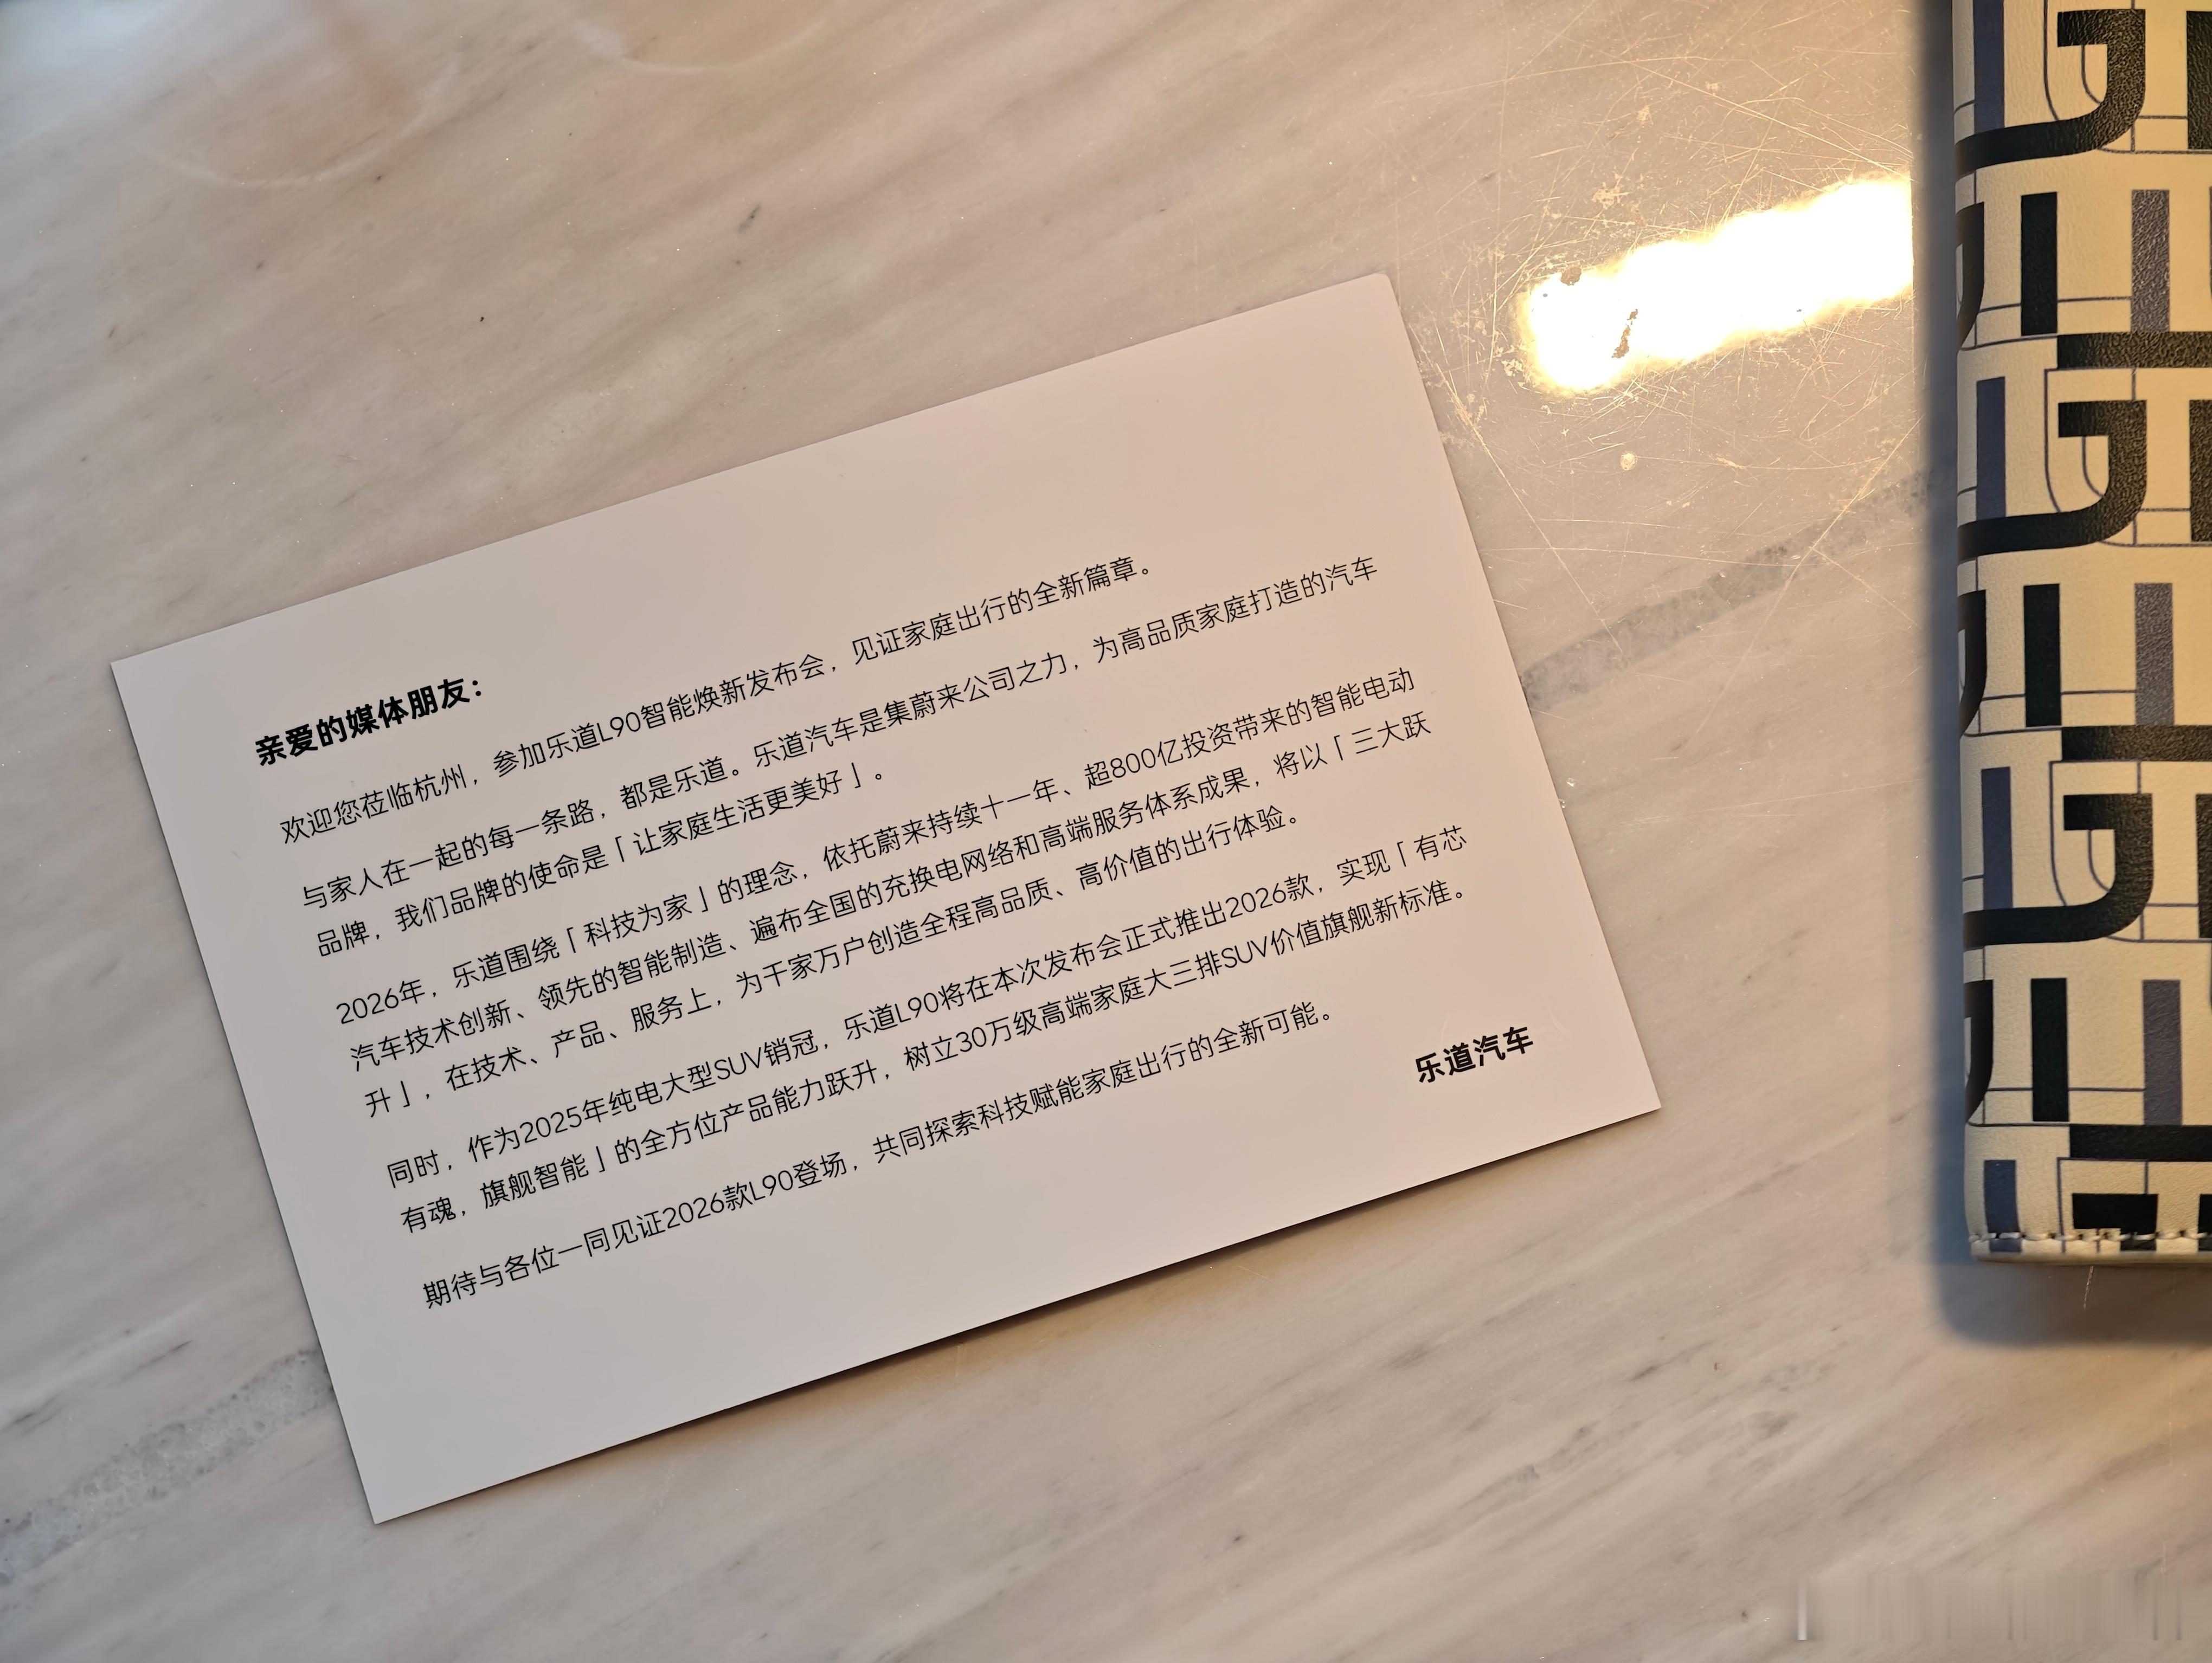 亲爱的媒体朋友：
欢迎您莅临杭州，参加乐道L90智能焕新发布会，见证家庭出行的全新篇章。
与家人在一起的每一条路，都是乐道。乐道汽车是集蔚来公司之力，为高品质家庭打造的汽车
品牌，我们品牌的使命是「让家庭生活更美好」。
2026年，乐道围绕「科技为家」的理念，依托蔚来持续十一年、超800亿投资带来的智能电动
汽车技术创新、领先的智能制造、遍布全国的充换电网络和高端服务体系成果，将以「三大跃
升」，在技术、产品、服务上，为千家万户创造全程高品质、高价值的出行体验。
同时，作为2025年纯电大型SUV销冠，乐道L90将在本次发布会正式推出2026款，实现「有芯
有魂，旗舰智能」的全方位产品能力跃升，树立30万级高端家庭大三排SUV价值旗舰新标准。
期待与各位一同见证2026款L90登场，共同探索科技赋能家庭出行的全新可能。
乐道汽车